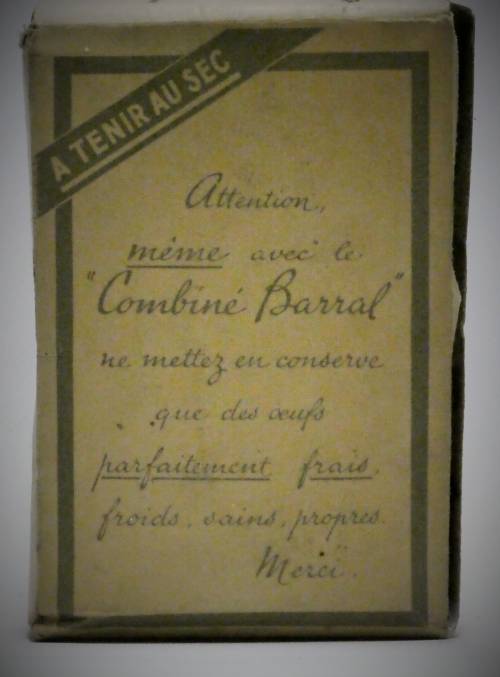 A TENIR AU SEC
Attention,
même avec le
"Combiné Barral"
ne mettez en conserve
que des œufs
parfaitement frais,
froids, sains, propres.
Merci.